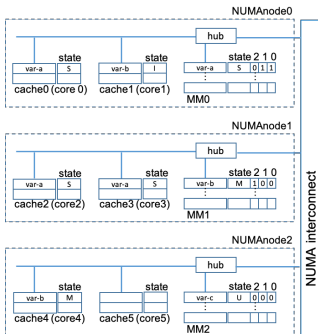 NUMAnode0
hub
state
state
state 2 1 0
var-a S
var-b I
var-a S 0 1 1
cache0 (core 0)
cache1 (core1)
MM0
NUMAnode1
hub
state
state
state 2 1 0
var-a S
var-a S
var-b M 1 0 0
cache2 (core2)
cache3 (core3)
MM1
NUMAnode2
hub
state
state
state 2 1 0
var-b M
var-c U 0 0 0
cache4 (core4)
cache5 (core5)
MM2
NUMA interconnect